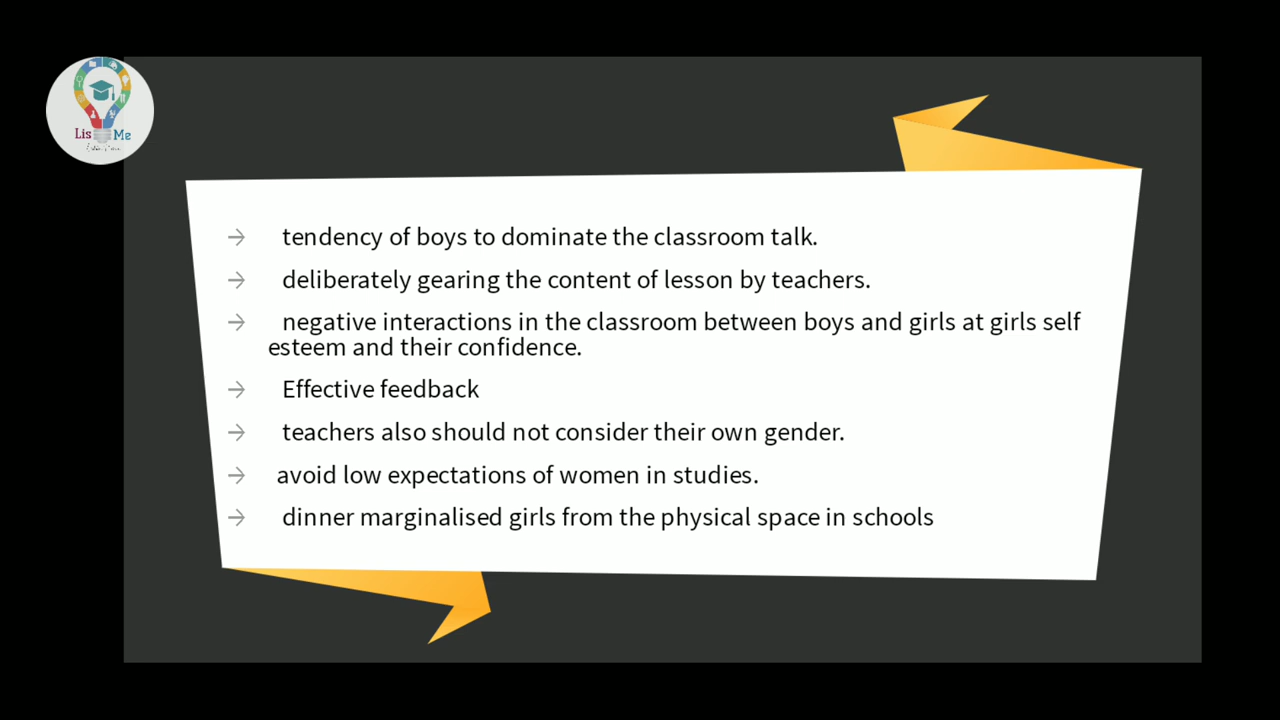 Lis Me
→ tendency of boys to dominate the classroom talk.
→ deliberately gearing the content of lesson by teachers.
→ negative interactions in the classroom between boys and girls at girls self
esteem and their confidence.
→ Effective feedback
→ teachers also should not consider their own gender.
→ avoid low expectations of women in studies.
→ dinner marginalised girls from the physical space in schools